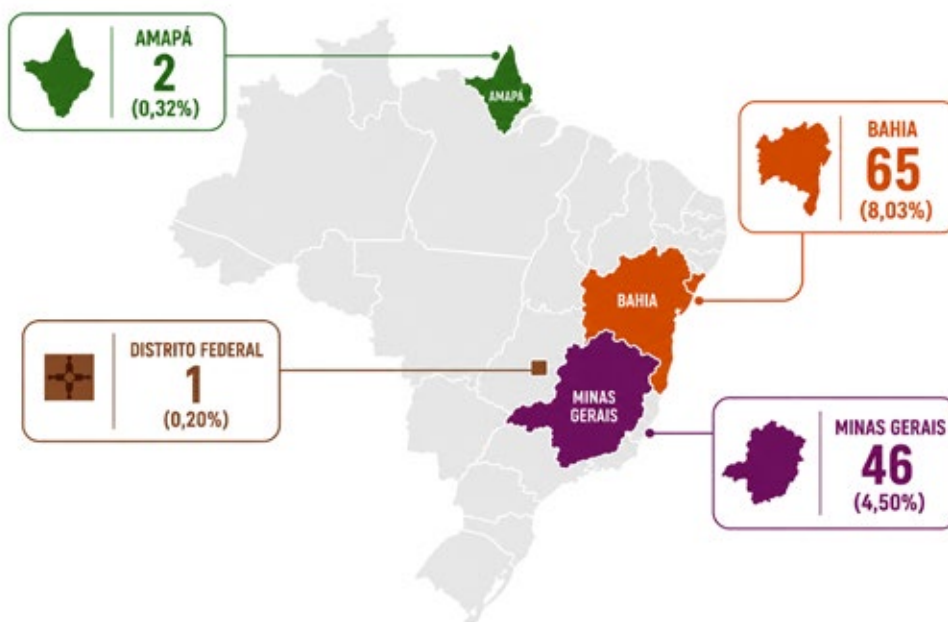 AMAPÁ
2
(0,32%)
AMAPÁ
BAHIA
65
(8,03%)
BAHIA
DISTRITO FEDERAL
1
(0,20%)
MINAS
GERAIS
MINAS GERAIS
46
(4,50%)